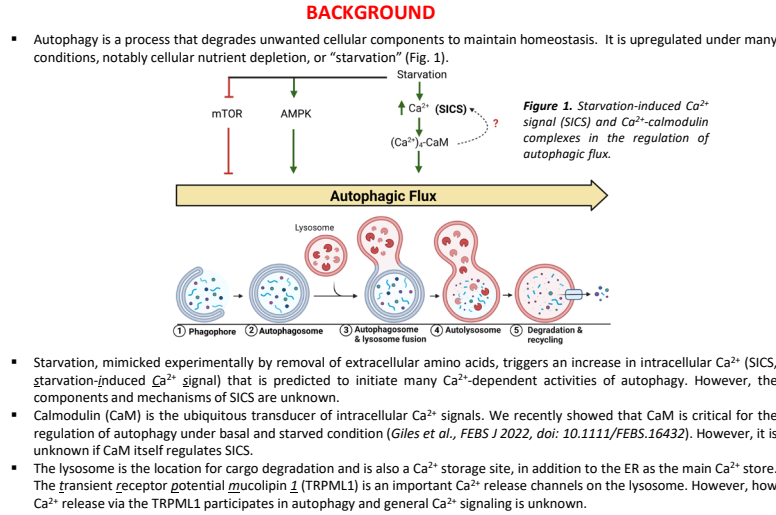 BACKGROUND
▪ Autophagy is a process that degrades unwanted cellular components to maintain homeostasis. It is upregulated under many
conditions, notably cellular nutrient depletion, or “starvation” (Fig. 1).
Starvation
mTOR
AMPK
Ca²⁺ (SICS)
?
(Ca²⁺)₄-CaM
Figure 1. Starvation-induced Ca²⁺
signal (SICS) and Ca²⁺-calmodulin
complexes in the regulation of
autophagic flux.
Autophagic Flux
Lysosome
1 Phagophore
2 Autophagosome
3 Autophagosome
& lysosome fusion
4 Autolysosome
5 Degradation &
recycling
▪ Starvation, mimicked experimentally by removal of extracellular amino acids, triggers an increase in intracellular Ca²⁺ (SICS,
starvation-induced Ca²⁺ signal) that is predicted to initiate many Ca²⁺-dependent activities of autophagy. However, the
components and mechanisms of SICS are unknown.
▪ Calmodulin (CaM) is the ubiquitous transducer of intracellular Ca²⁺ signals. We recently showed that CaM is critical for the
regulation of autophagy under basal and starved condition (Giles et al., FEBS J 2022, doi: 10.1111/FEBS.16432). However, it is
unknown if CaM itself regulates SICS.
▪ The lysosome is the location for cargo degradation and is also a Ca²⁺ storage site, in addition to the ER as the main Ca²⁺ store.
The transient receptor potential mucolipin 1 (TRPML1) is an important Ca²⁺ release channels on the lysosome. However, how
Ca²⁺ release via the TRPML1 participates in autophagy and general Ca²⁺ signaling is unknown.